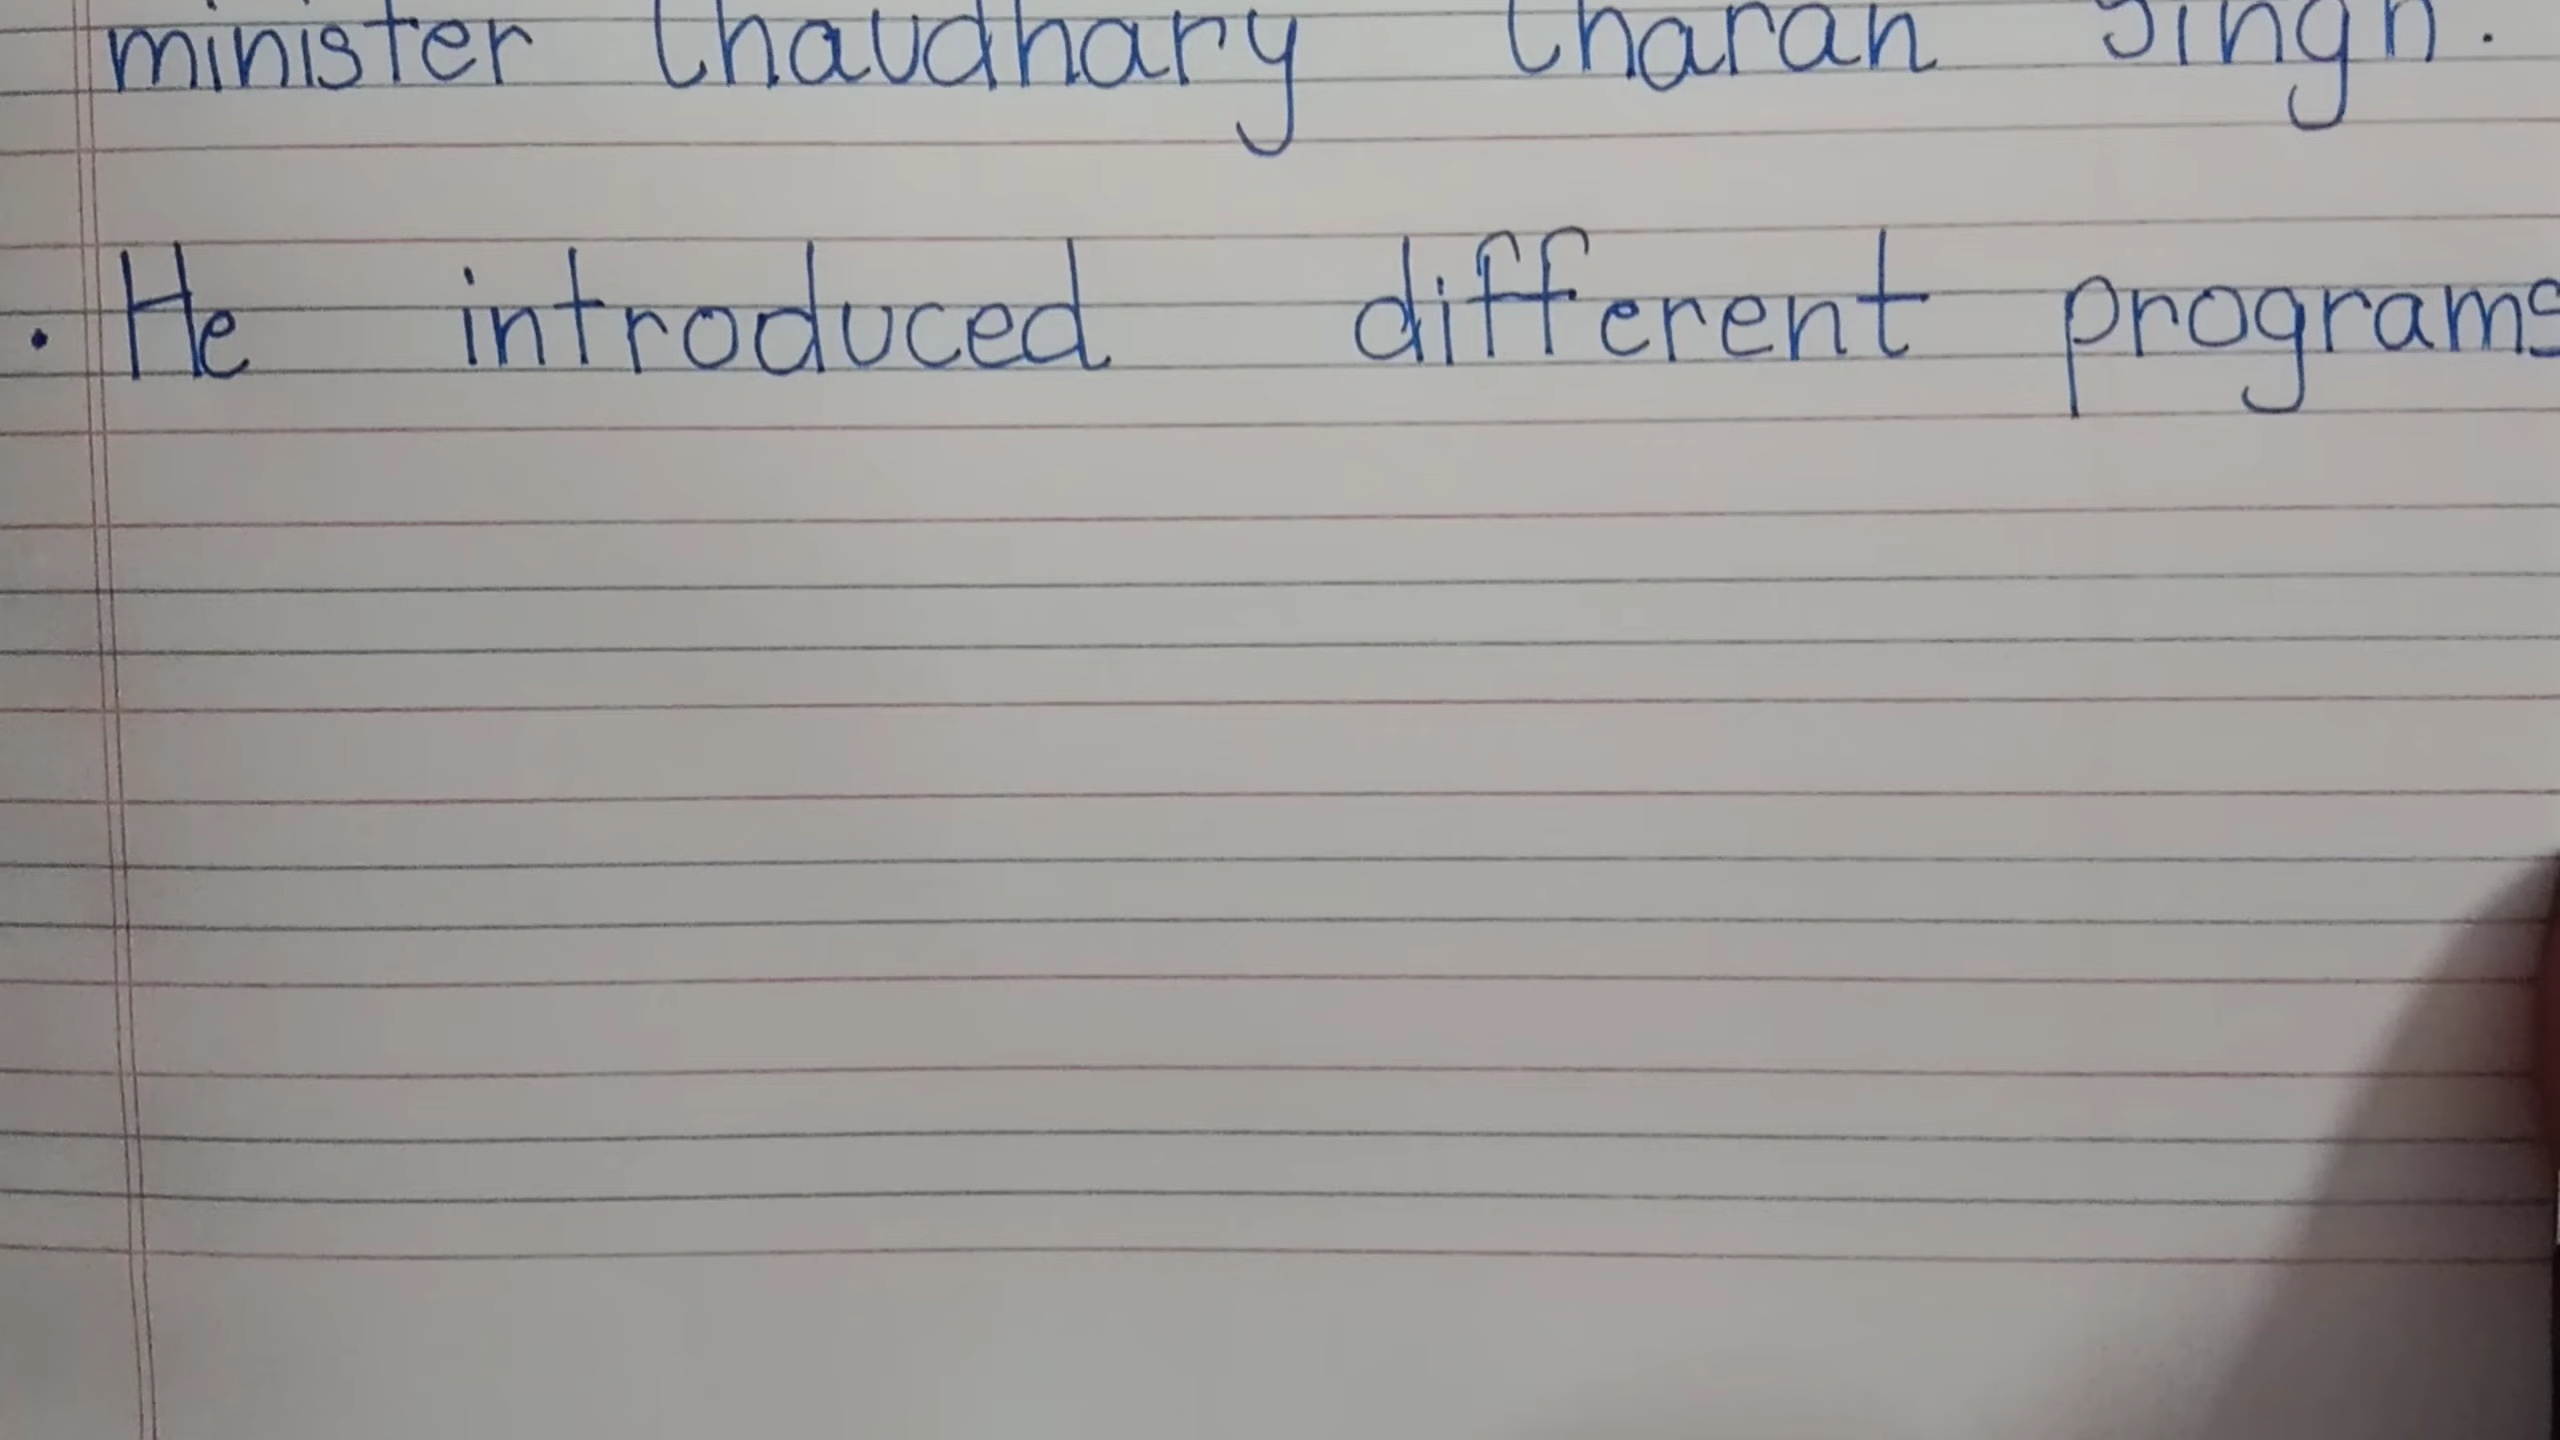 minister Chaudhary Charan Singh.
• He introduced different programs